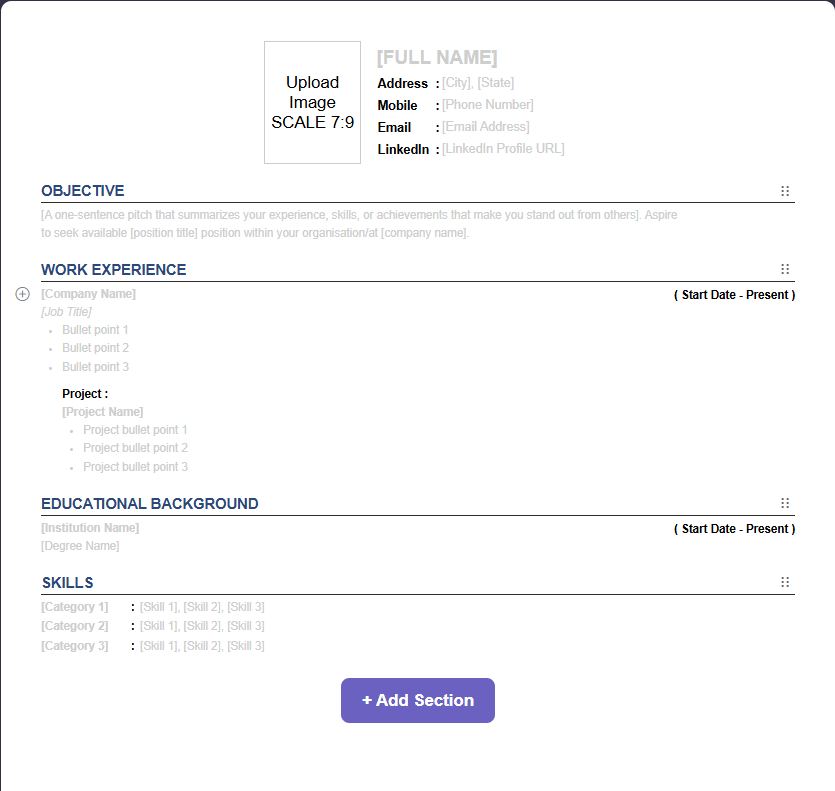 Upload
Image
SCALE 7:9
[FULL NAME]
Address : [City], [State]
Mobile : [Phone Number]
Email : [Email Address]
LinkedIn : [LinkedIn Profile URL]
OBJECTIVE
[A one-sentence pitch that summarizes your experience, skills, or achievements that make you stand out from others]. Aspire
to seek available [position title] position within your organisation/at [company name].
WORK EXPERIENCE
[Company Name] ( Start Date - Present )
[Job Title]
• Bullet point 1
• Bullet point 2
• Bullet point 3
Project :
[Project Name]
• Project bullet point 1
• Project bullet point 2
• Project bullet point 3
EDUCATIONAL BACKGROUND
[Institution Name] ( Start Date - Present )
[Degree Name]
SKILLS
[Category 1] : [Skill 1], [Skill 2], [Skill 3]
[Category 2] : [Skill 1], [Skill 2], [Skill 3]
[Category 3] : [Skill 1], [Skill 2], [Skill 3]
+ Add Section